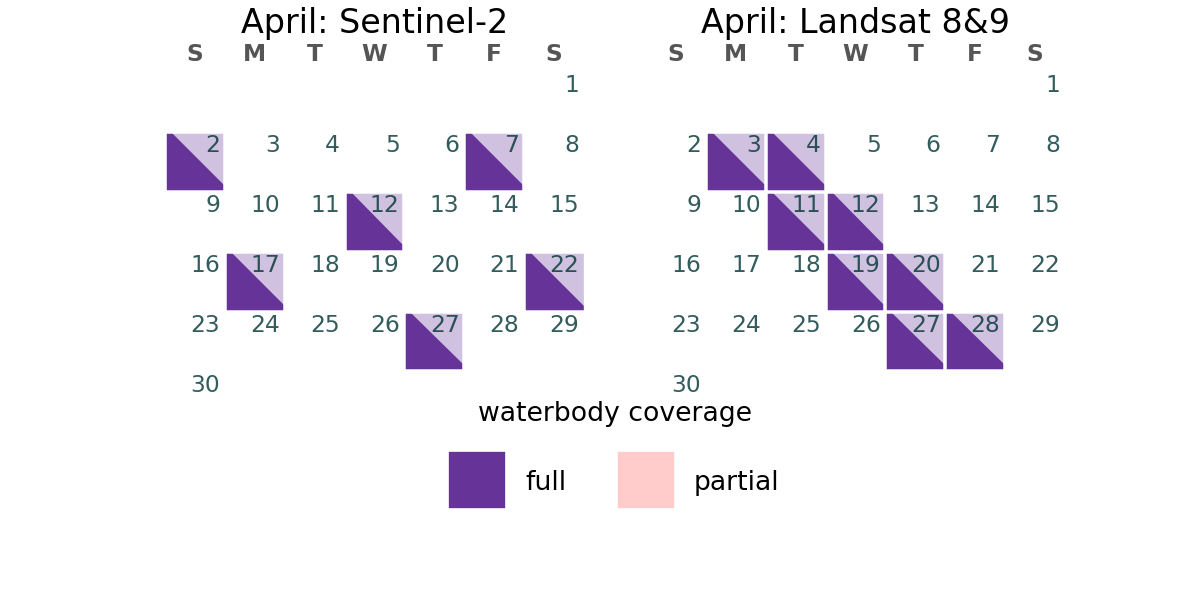 April: Sentinel-2
S M T W T F S
1
2 3 4 5 6 7 8
9 10 11 12 13 14 15
16 17 18 19 20 21 22
23 24 25 26 27 28 29
30
April: Landsat 8&9
S M T W T F S
1
2 3 4 5 6 7 8
9 10 11 12 13 14 15
16 17 18 19 20 21 22
23 24 25 26 27 28 29
30
waterbody coverage
full
partial